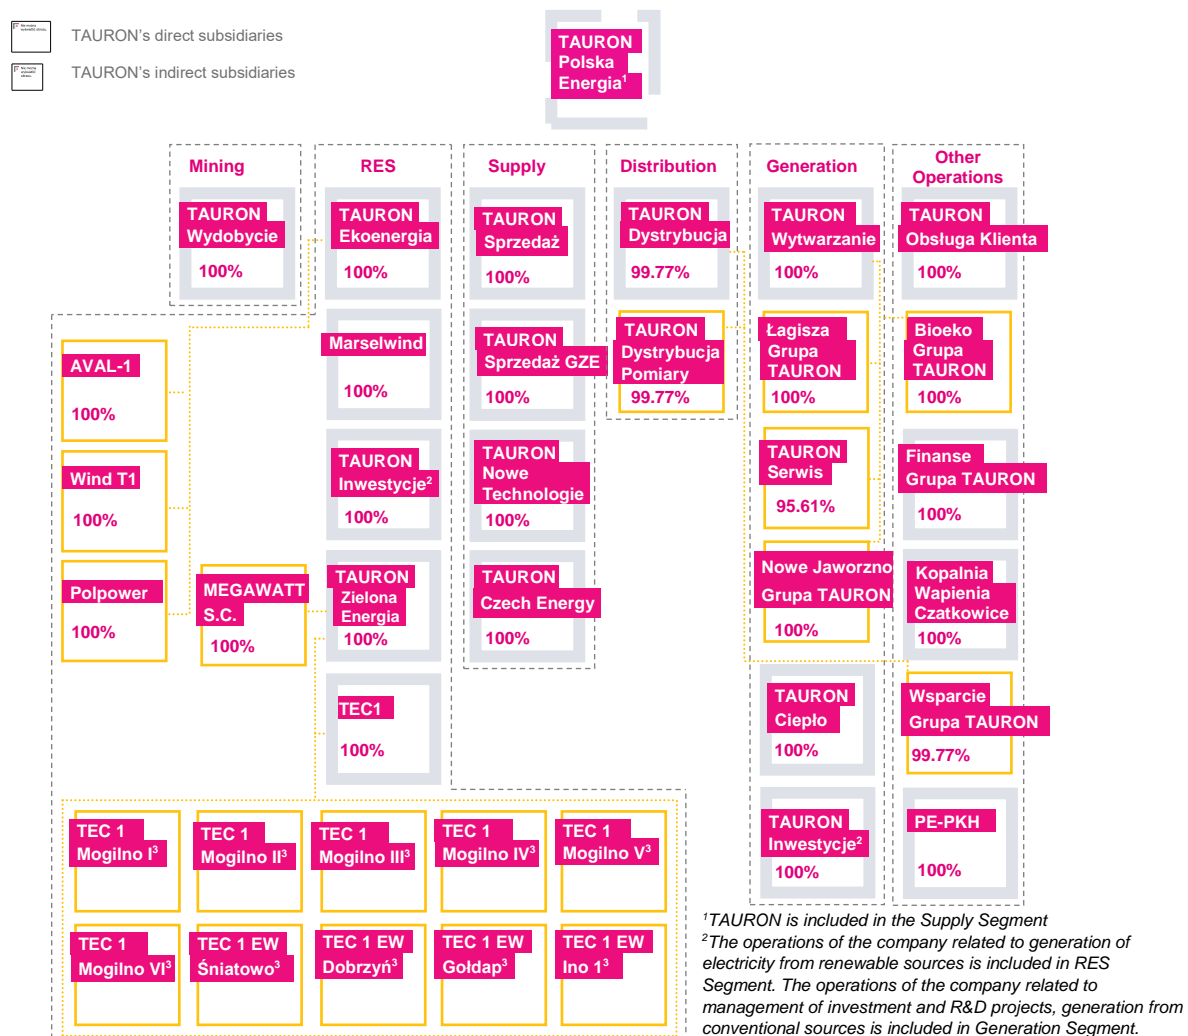 TAURON's direct subsidiaries
TAURON's indirect subsidiaries
TAURON
Polska
Energia¹
Mining
TAURON
Wydobycie
100%
RES
TAURON
Ekoenergia
100%
Marselwind
100%
TAURON
Inwestycje²
100%
TAURON
Zielona
Energia
100%
TEC1
100%
AVAL-1
100%
Wind T1
100%
Polpower
100%
MEGAWATT
S.C.
100%
Supply
TAURON
Sprzedaż
100%
TAURON
Sprzedaż GZE
100%
TAURON
Nowe
Technologie
100%
TAURON
Czech Energy
100%
Distribution
TAURON
Dystrybucja
99.77%
TAURON
Dystrybucja
Pomiary
99.77%
Generation
TAURON
Wytwarzanie
100%
Łagisza
Grupa
TAURON
100%
TAURON
Serwis
95.61%
Nowe Jaworzno
Grupa TAURON
100%
TAURON
Ciepło
100%
TAURON
Inwestycje²
100%
Other
Operations
TAURON
Obsługa Klienta
100%
Bioeko
Grupa
TAURON
100%
Finanse
Grupa TAURON
100%
Kopalnia
Wapienia
Czatkowice
100%
Wsparcie
Grupa TAURON
99.77%
PE-PKH
100%
TEC 1
Mogilno I³
TEC 1
Mogilno II³
TEC 1
Mogilno III³
TEC 1
Mogilno IV³
TEC 1
Mogilno V³
TEC 1
Mogilno VI³
TEC 1 EW
Śniatowo³
TEC 1 EW
Dobrzyń³
TEC 1 EW
Gołdap³
TEC 1 EW
Ino 1³
¹TAURON is included in the Supply Segment
²The operations of the company related to generation of
electricity from renewable sources is included in RES
Segment. The operations of the company related to
management of investment and R&D projects, generation from
conventional sources is included in Generation Segment.